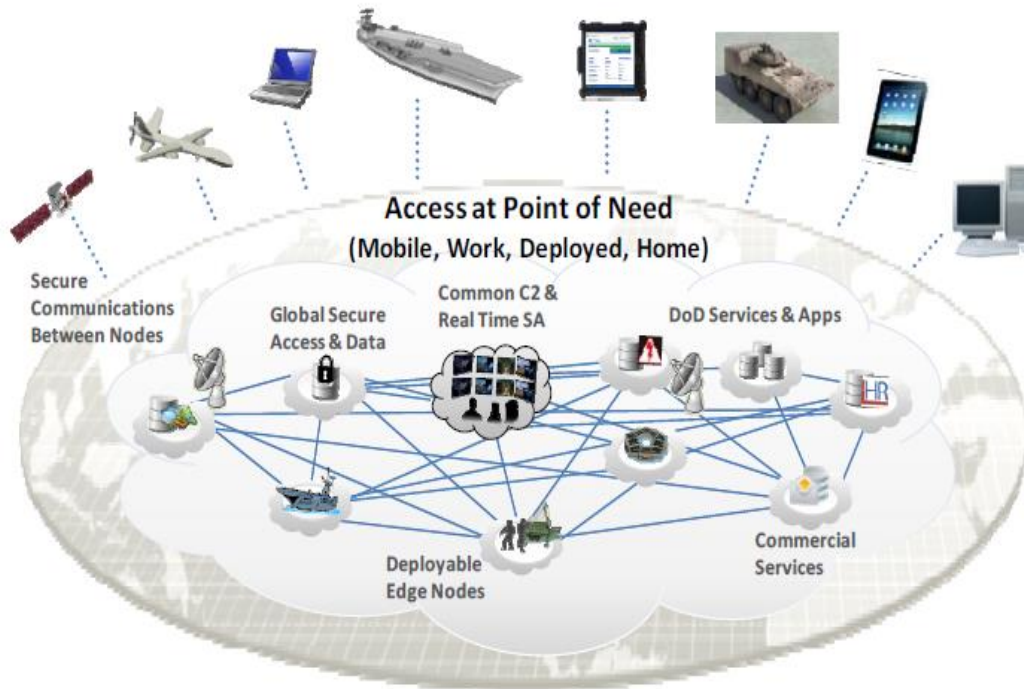 Access at Point of Need
(Mobile, Work, Deployed, Home)
Secure
Communications
Between Nodes
Global Secure
Access & Data
Common C2 &
Real Time SA
DoD Services & Apps
HR
Deployable
Edge Nodes
Commercial
Services